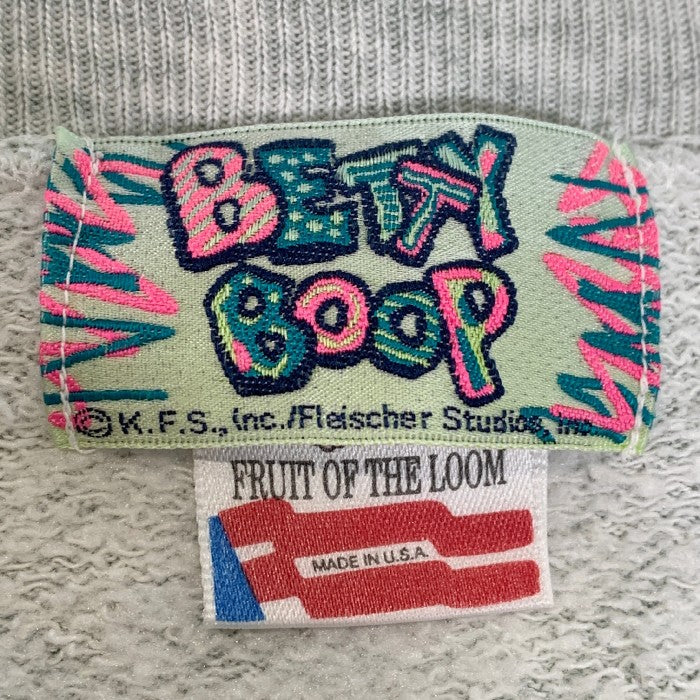 BETTY
BOOP
© K.F.S., Inc./Fleischer Studios, Inc.
FRUIT OF THE LOOM
MADE IN U.S.A.